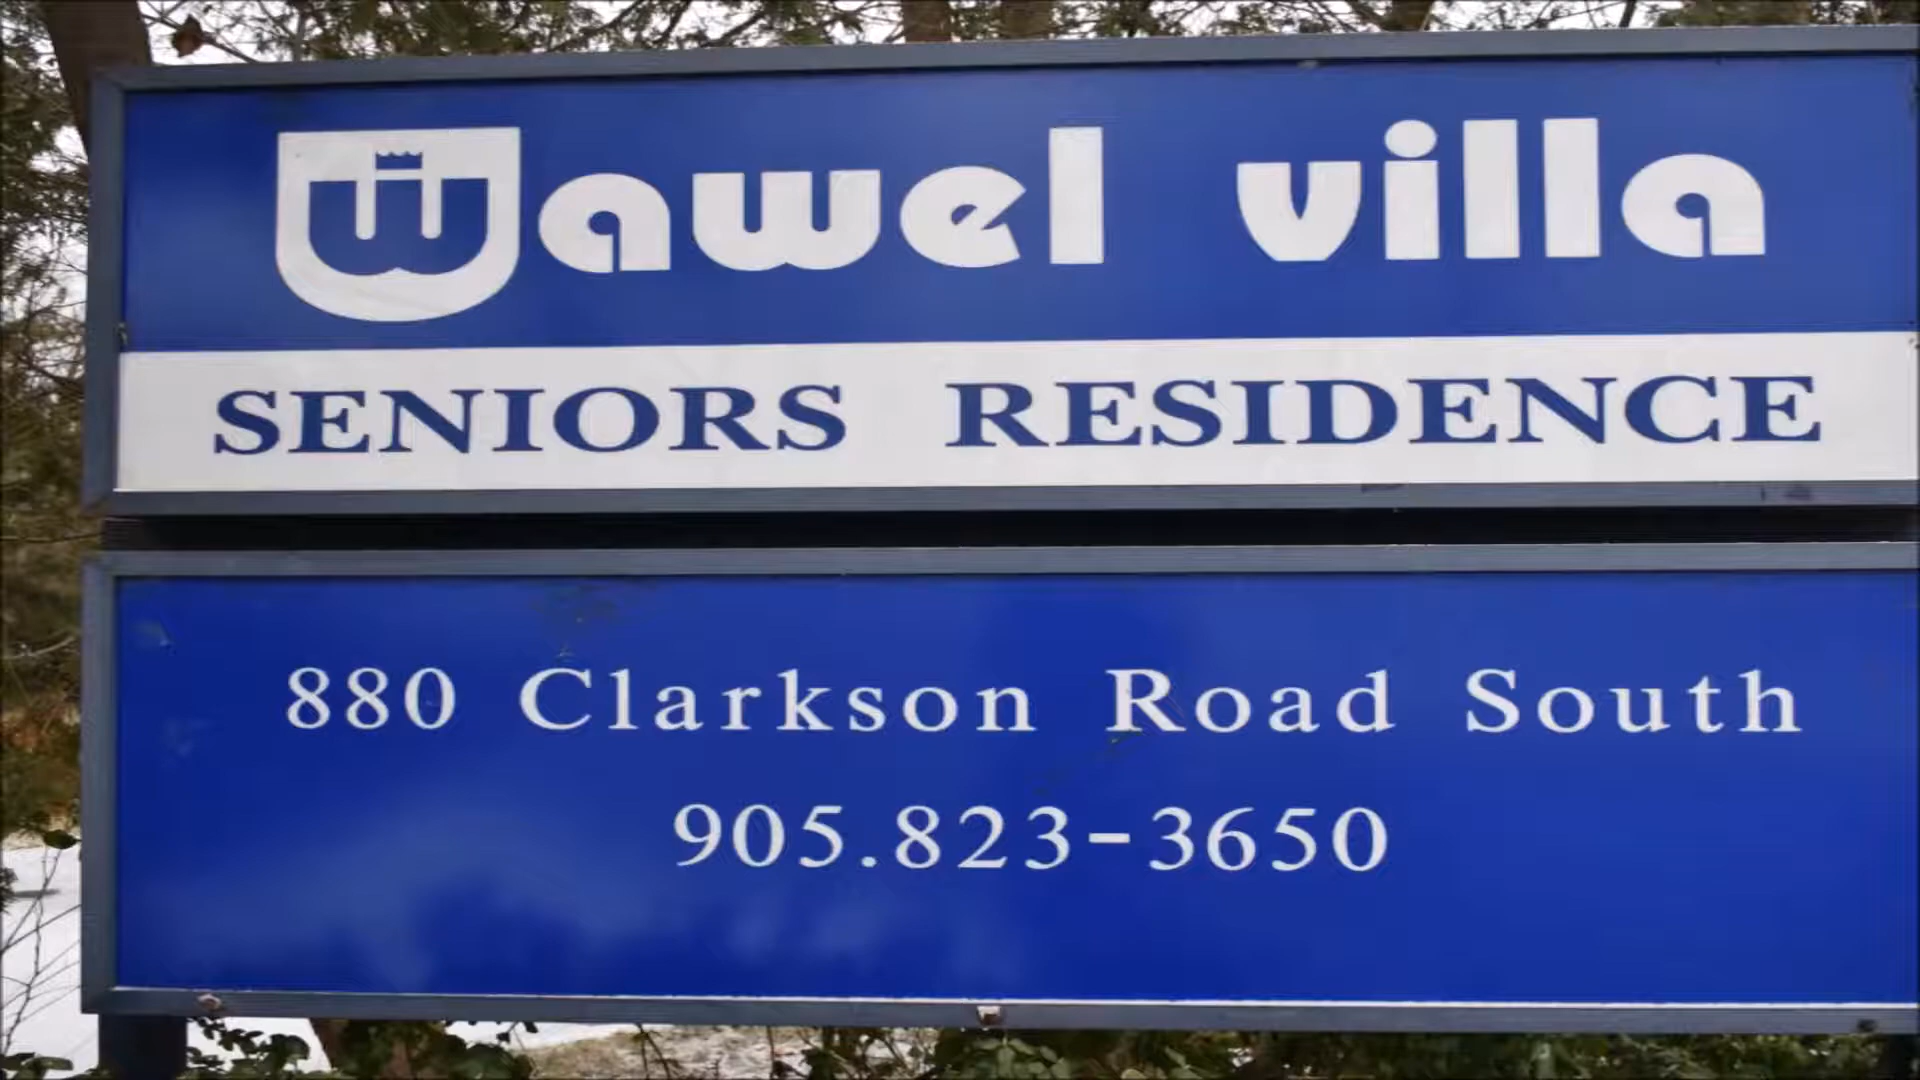 Wawel villa
SENIORS RESIDENCE
880 Clarkson Road South
905.823-3650